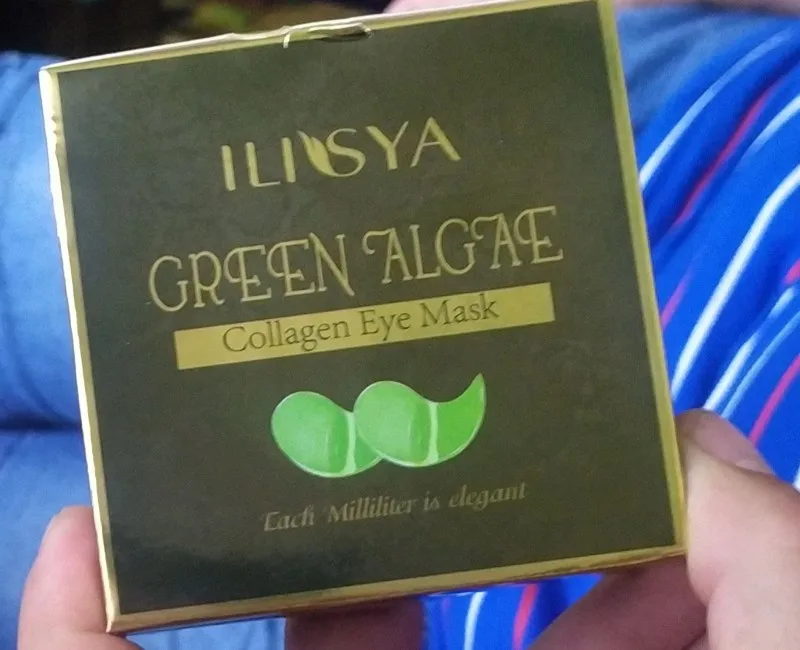 ILISYA
GREEN ALGAE
Collagen Eye Mask
Each Milliliter is elegant